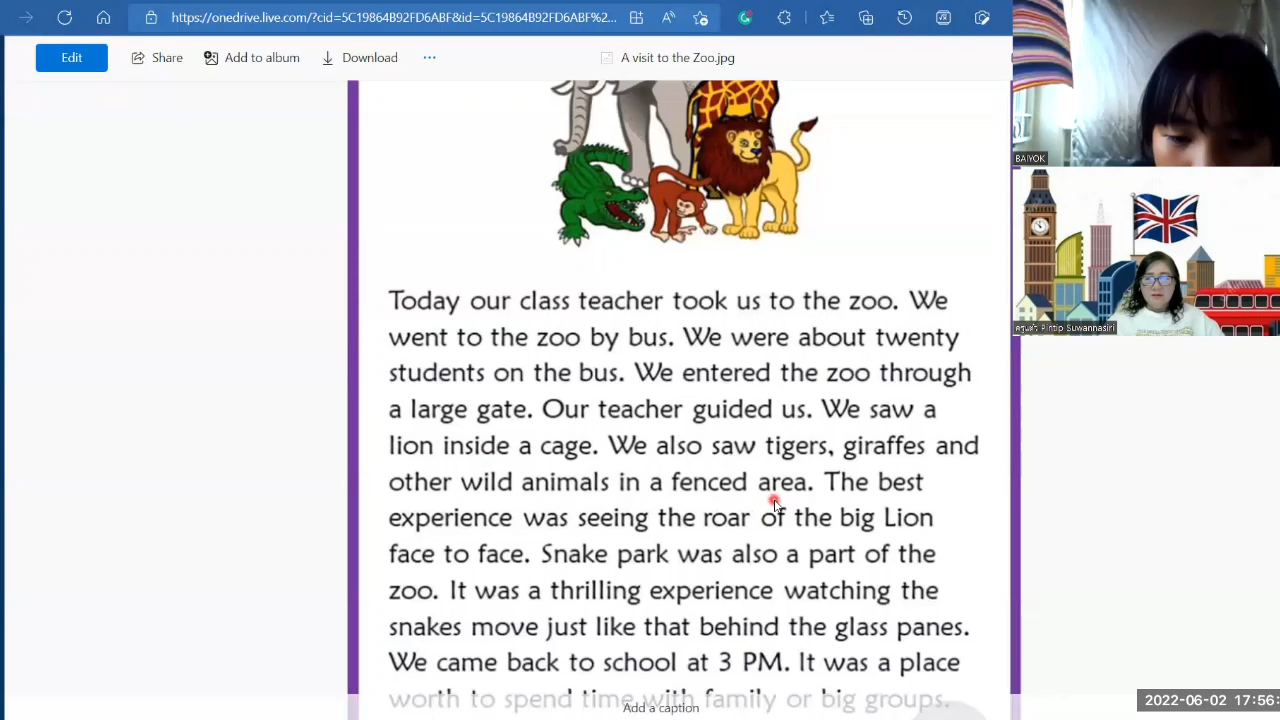 https://onedrive.live.com/?cid=5C19864B92FD6ABF&id=5C19864B92FD6ABF%2...
Edit
Share
Add to album
Download
...
A visit to the Zoo.jpg
BAIYOK
Pintip Suwannasiri
Today our class teacher took us to the zoo. We
went to the zoo by bus. We were about twenty
students on the bus. We entered the zoo through
a large gate. Our teacher guided us. We saw a
lion inside a cage. We also saw tigers, giraffes and
other wild animals in a fenced area. The best
experience was seeing the roar of the big Lion
face to face. Snake park was also a part of the
zoo. It was a thrilling experience watching the
snakes move just like that behind the glass panes.
We came back to school at 3 PM. It was a place
worth to spend time with family or big groups.
Add a caption
2022-06-02 17:56: